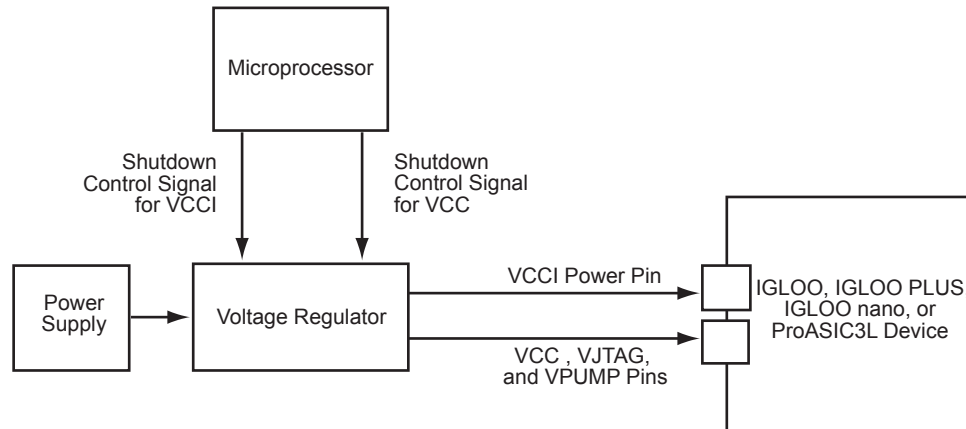 Microprocessor
Shutdown
Control Signal
for VCCI
Shutdown
Control Signal
for VCC
Power
Supply
Voltage Regulator
VCCI Power Pin
VCC , VJTAG,
and VPUMP Pins
IGLOO, IGLOO PLUS
IGLOO nano, or
ProASIC3L Device